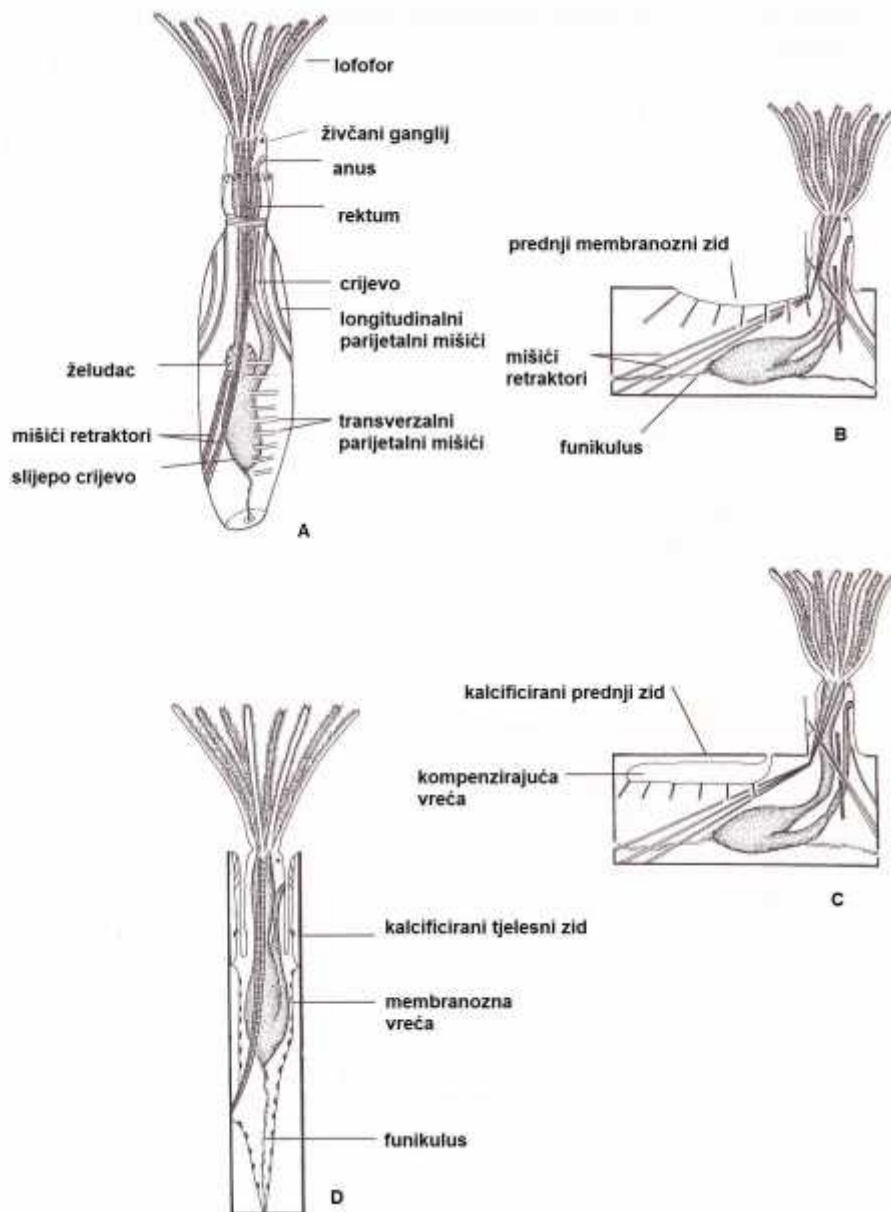 lofofor
živčani ganglij
anus
rektum
crijevo
longitudinalni
parijetalni mišići
želudac
mišići retraktori
transverzalni
parijetalni mišići
slijepo crijevo
A
prednji membranozni zid
mišići
retraktori
funikulus
B
kalcificirani prednji zid
kompenzirajuća
vreća
C
kalcificirani tjelesni zid
membranozna
vreća
funikulus
D